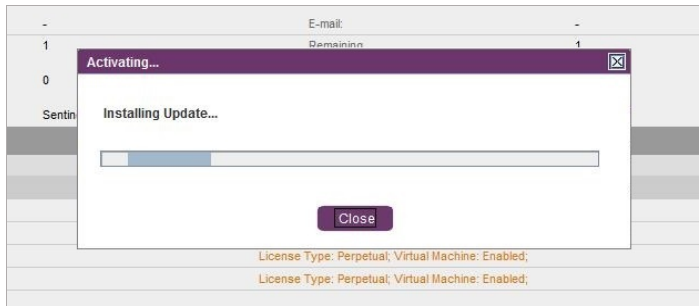 - E-mail: -
1 Remaining 1
Activating...
0
Sentin
Installing Update...
Close
License Type: Perpetual; Virtual Machine: Enabled;
License Type: Perpetual; Virtual Machine: Enabled;